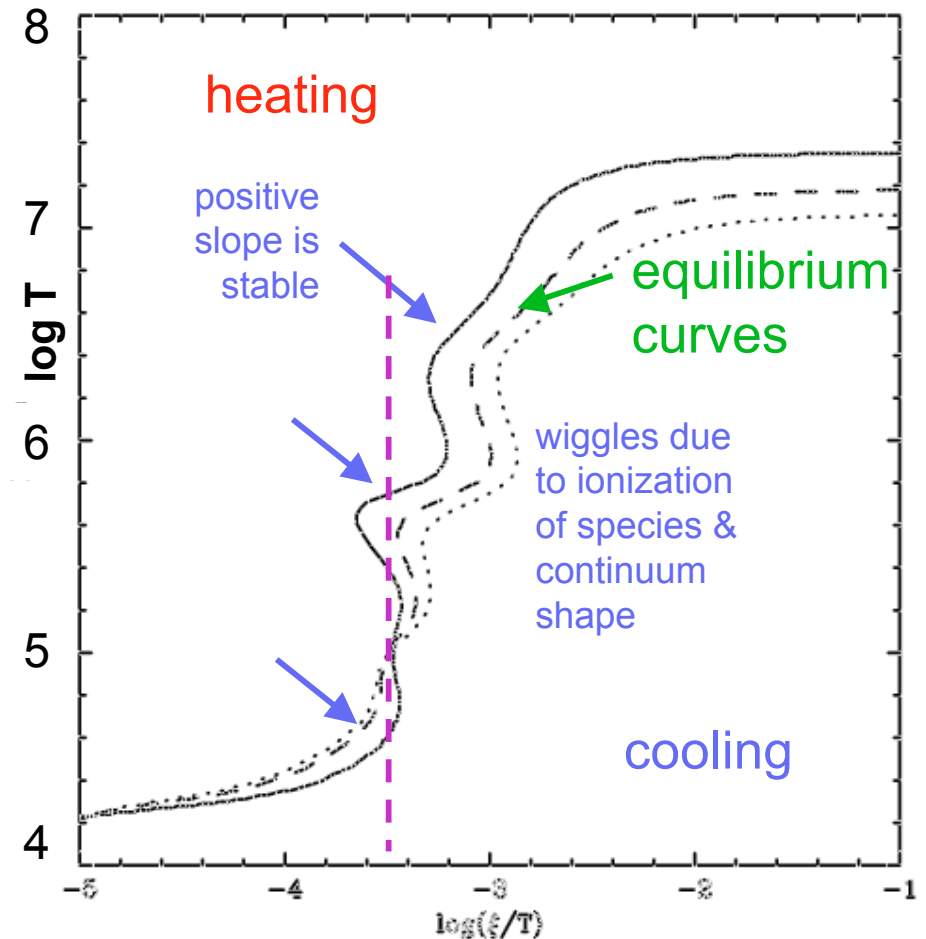 8
heating
positive
slope is
stable
7
equilibrium
curves
log T
6
wiggles due
to ionization
of species &
continuum
shape
5
cooling
4
−5 −4 −3 −2 −1
log(ξ/T)